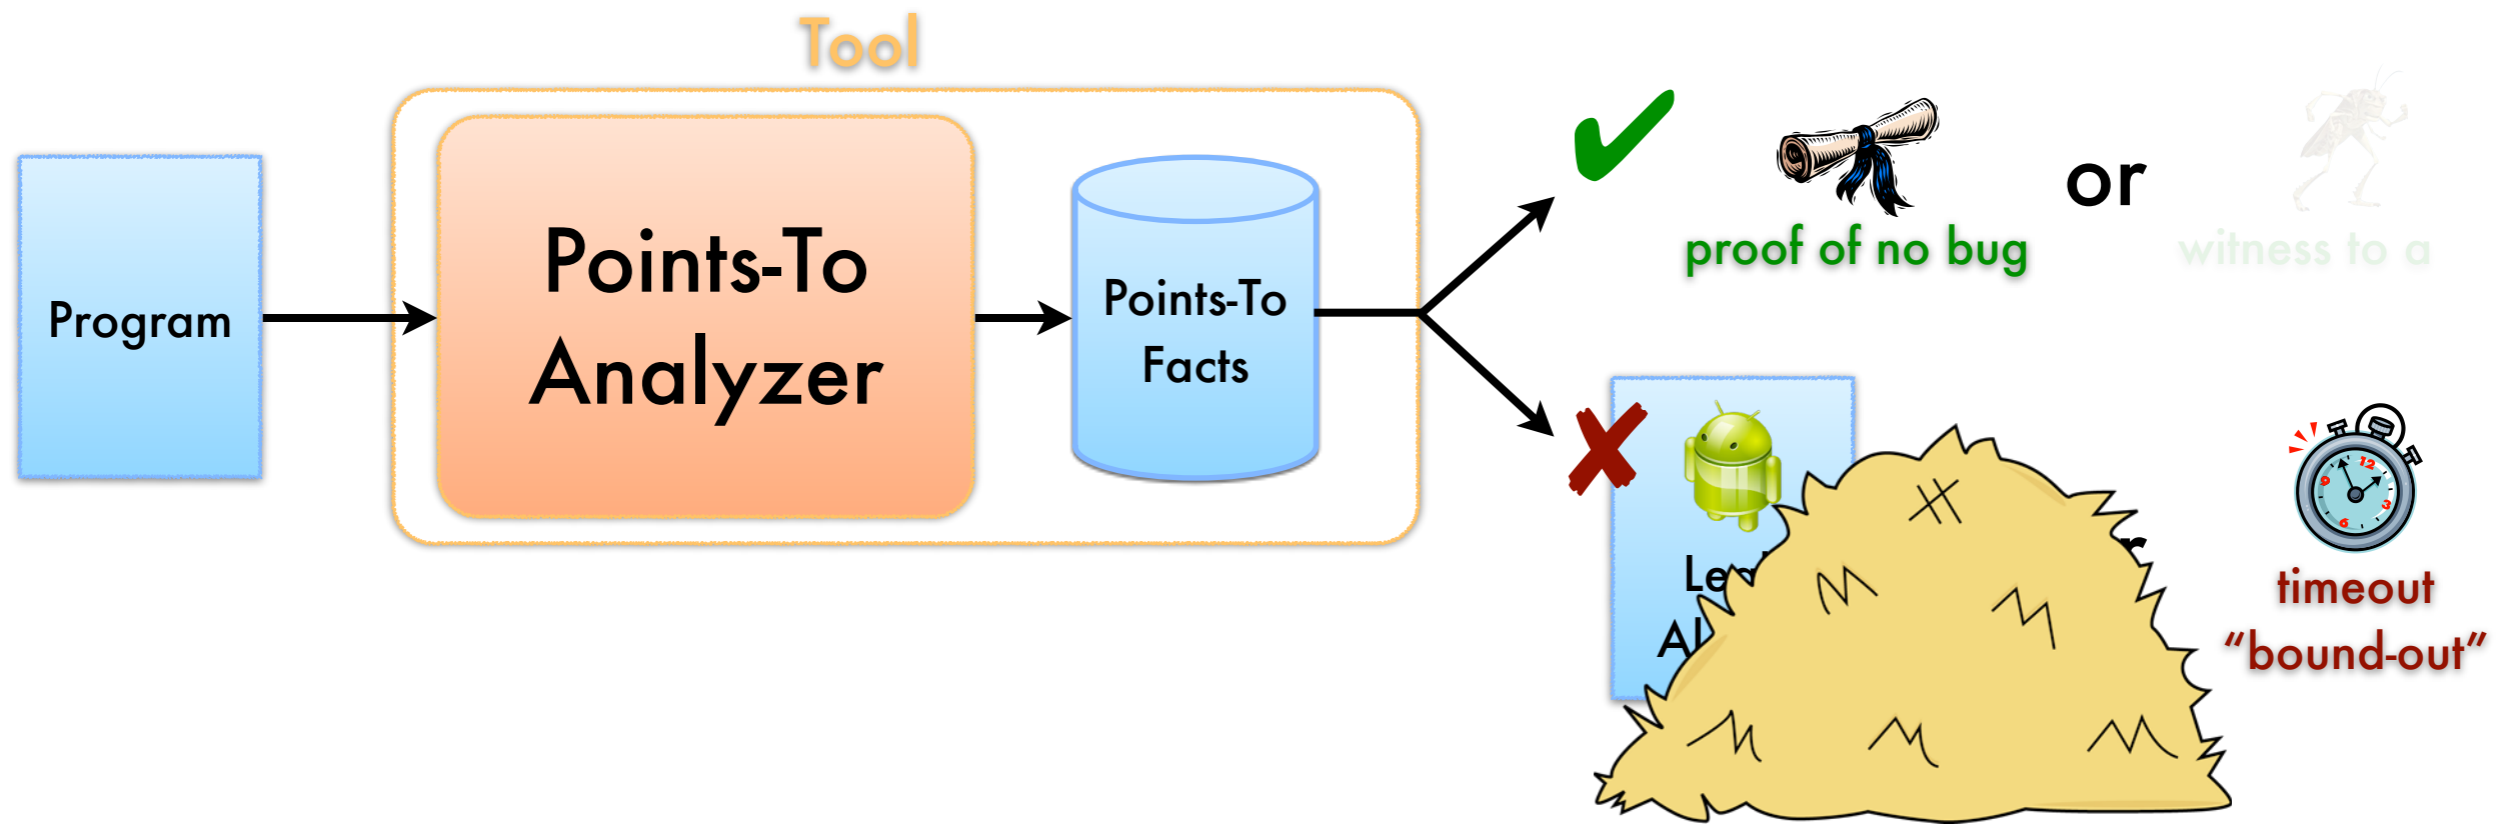 Tool
Program
Points-To
Analyzer
Points-To
Facts
proof of no bug
or
witness to a
timeout
“bound-out”